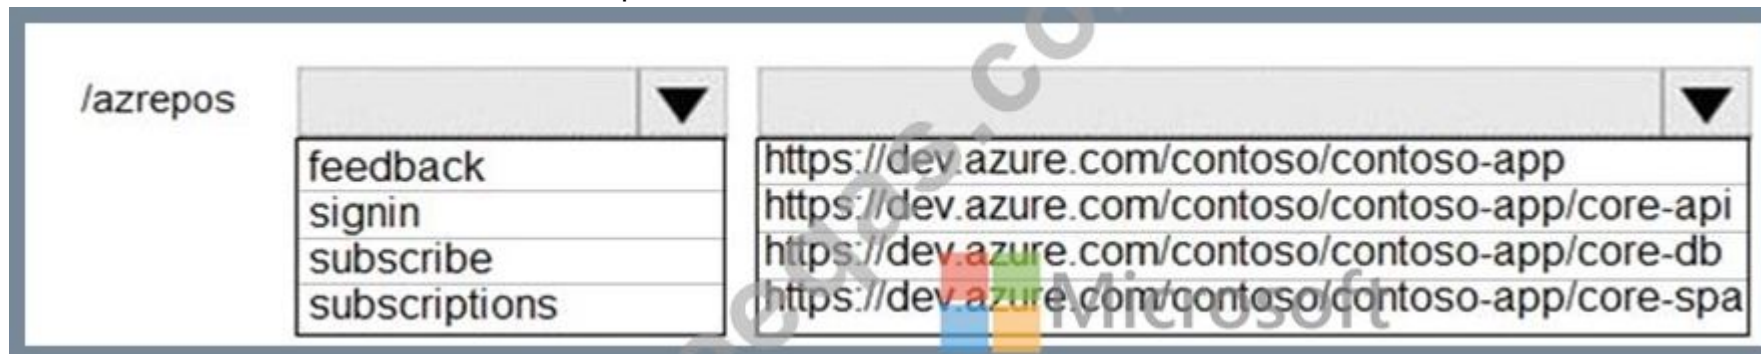 /azrepos
feedback
signin
subscribe
subscriptions
https://dev.azure.com/contoso/contoso-app
https://dev.azure.com/contoso/contoso-app/core-api
https://dev.azure.com/contoso/contoso-app/core-db
https://dev.azure.com/contoso/contoso-app/core-spa
Microsoft